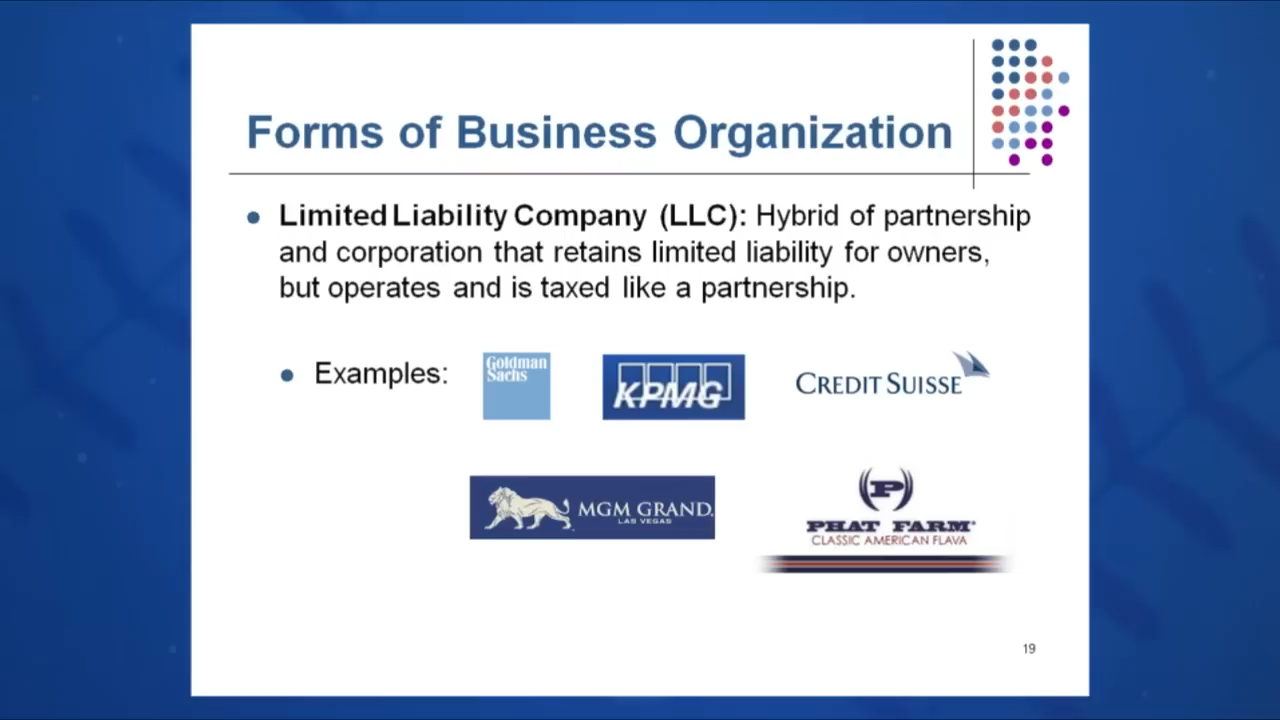 Forms of Business Organization
Limited Liability Company (LLC): Hybrid of partnership
and corporation that retains limited liability for owners,
but operates and is taxed like a partnership.
Examples:
Goldman
Sachs
KPMG
CREDIT SUISSE
MGM GRAND.
LAS VEGAS
P
PHAT FARM
CLASSIC AMERICAN FLAVA
19